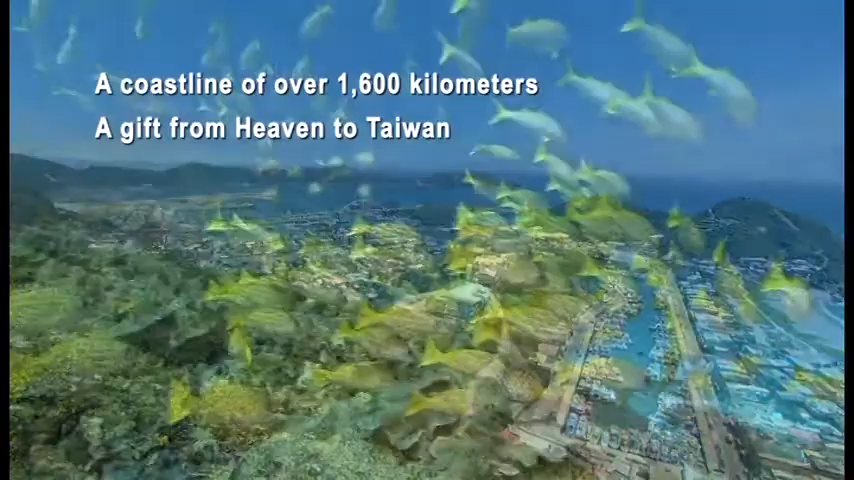 A coastline of over 1,600 kilometers
A gift from Heaven to Taiwan